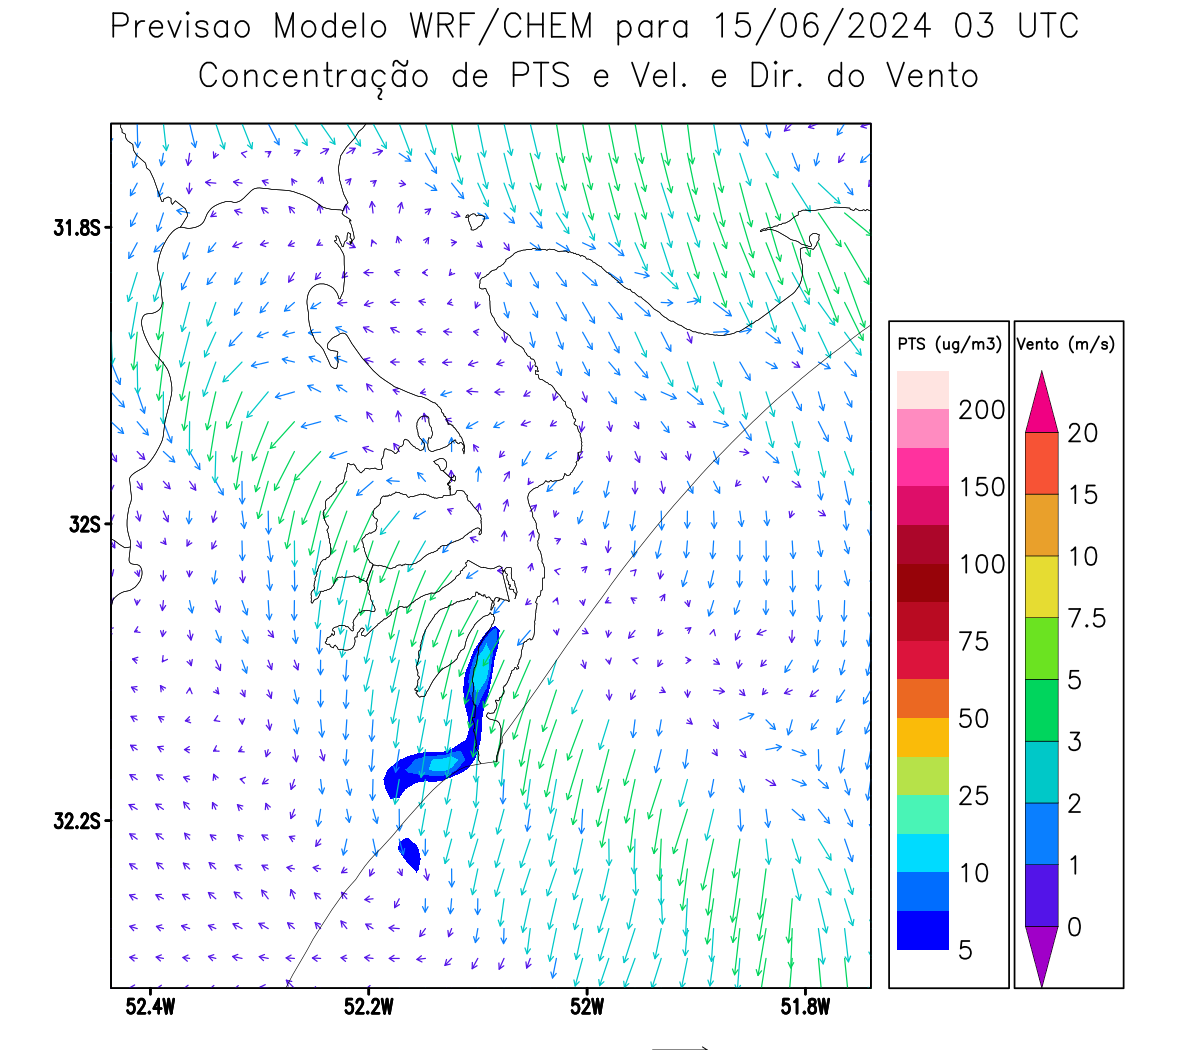 Previsao Modelo WRF/CHEM para 15/06/2024 03 UTC
Concentração de PTS e Vel. e Dir. do Vento
31.8S
32S
32.2S
52.4W
52.2W
52W
51.8W
PTS (ug/m3)
200
150
100
75
50
25
10
5
Vento (m/s)
20
15
10
7.5
5
3
2
1
0